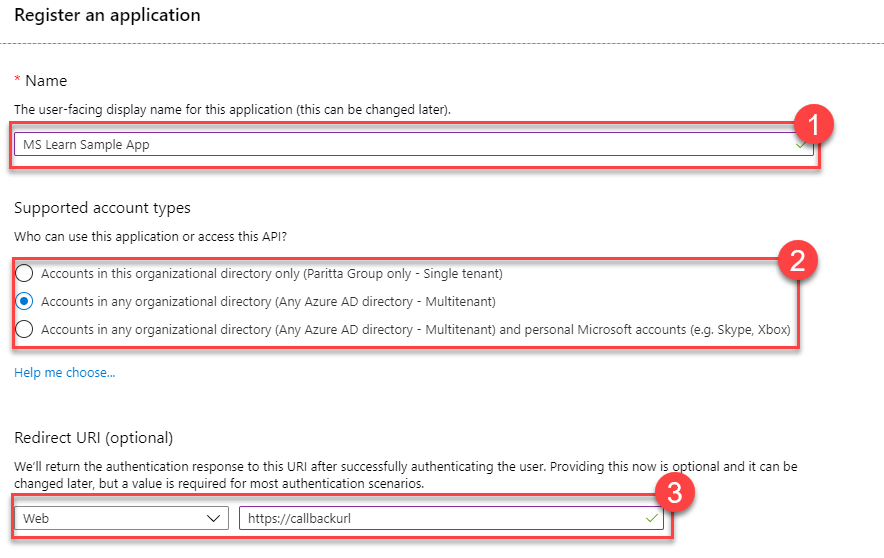 Register an application
* Name
The user-facing display name for this application (this can be changed later).
1
MS Learn Sample App
Supported account types
Who can use this application or access this API?
2
Accounts in this organizational directory only (Paritta Group only - Single tenant)
Accounts in any organizational directory (Any Azure AD directory - Multitenant)
Accounts in any organizational directory (Any Azure AD directory - Multitenant) and personal Microsoft accounts (e.g. Skype, Xbox)
Help me choose...
Redirect URI (optional)
We'll return the authentication response to this URI after successfully authenticating the user. Providing this now is optional and it can be
changed later, but a value is required for most authentication scenarios.
3
Web https://callbackurl